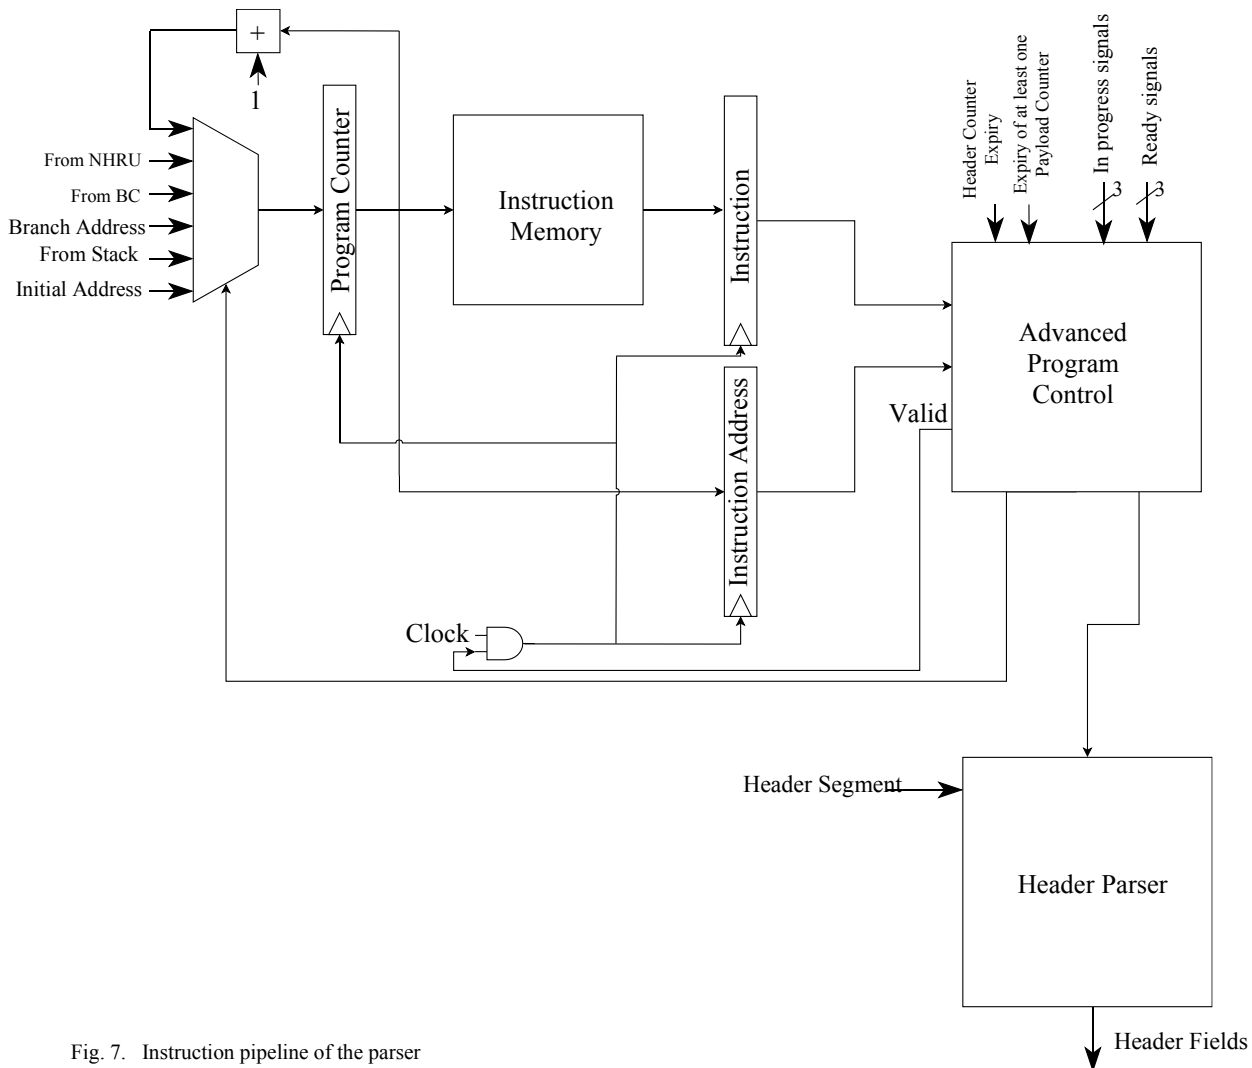 +
1
From NHRU
From BC
Branch Address
From Stack
Initial Address
Program Counter
Instruction
Memory
Instruction
Instruction Address
Header Counter
Expiry
Expiry of at least one
Payload Counter
In progress signals
3
Ready signals
3
Advanced
Program
Control
Valid
Clock
Header Segment
Header Parser
Header Fields
Fig. 7. Instruction pipeline of the parser